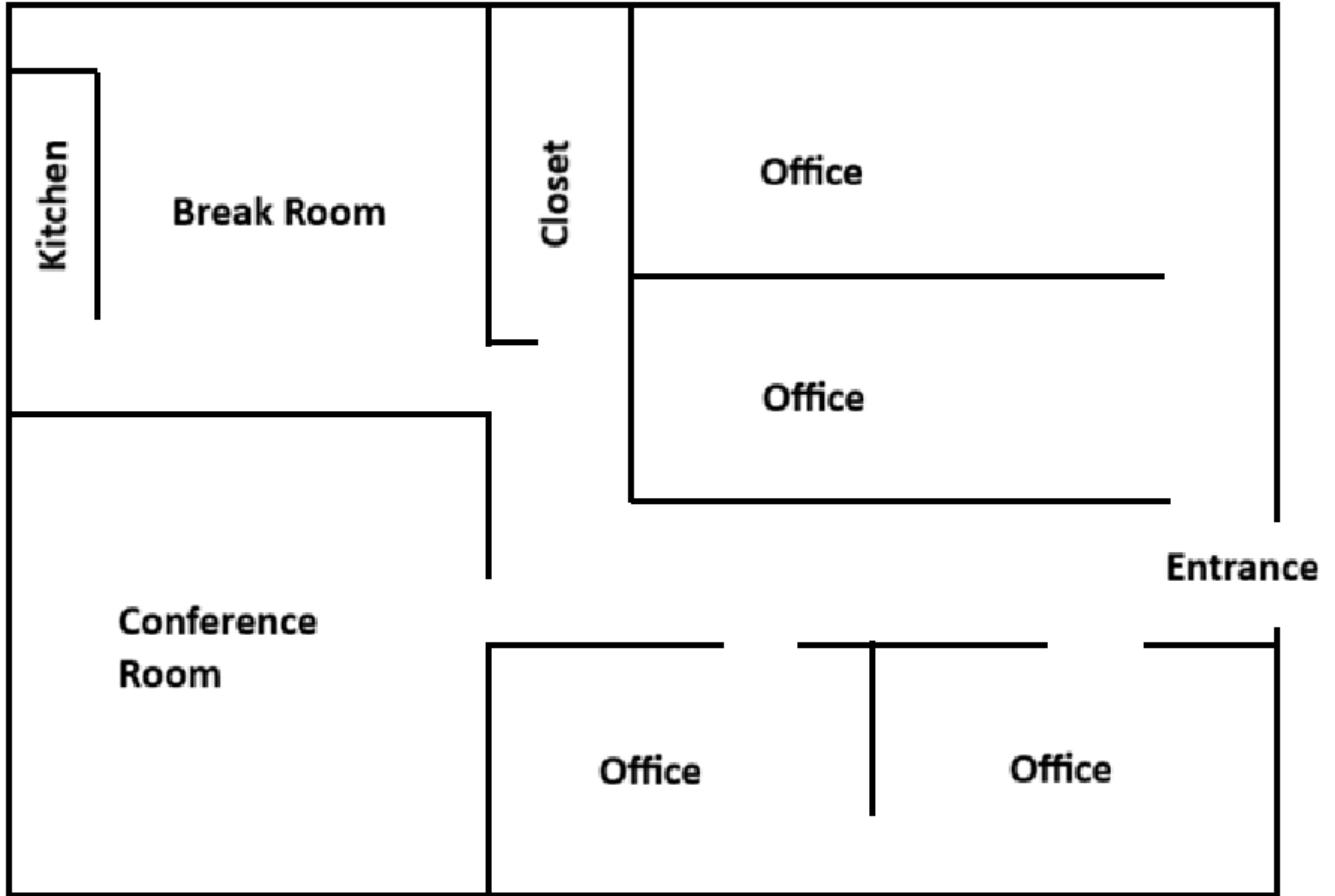 Kitchen
Break Room
Closet
Office
Office
Entrance
Conference
Room
Office
Office